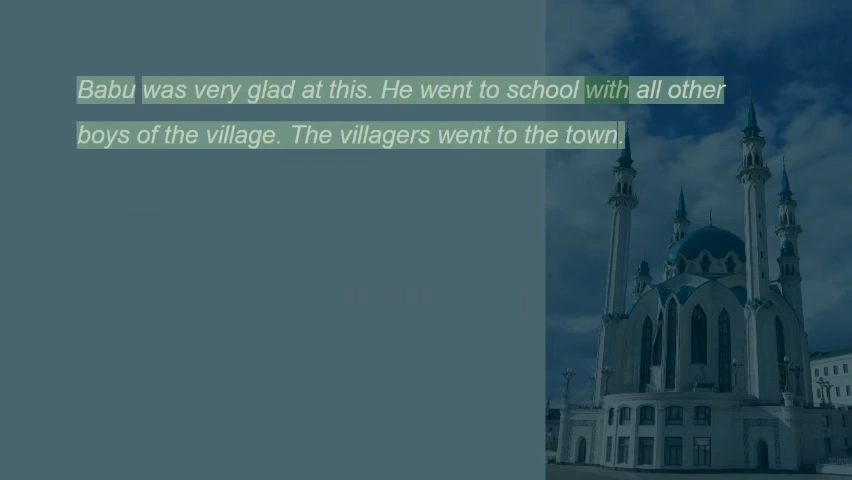 Babu was very glad at this. He went to school with all other
boys of the village. The villagers went to the town.